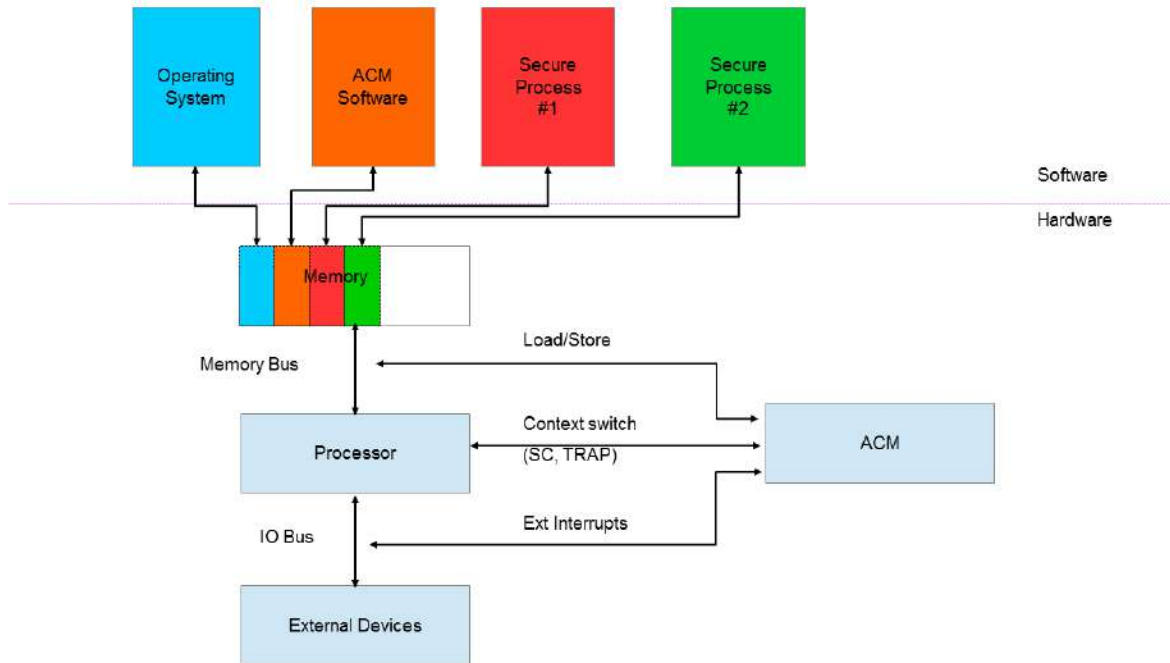 Operating
System
ACM
Software
Secure
Process
#1
Secure
Process
#2
Software
Hardware
Memory
Load/Store
Memory Bus
Context switch
(SC, TRAP)
Processor
ACM
Ext Interrupts
IO Bus
External Devices